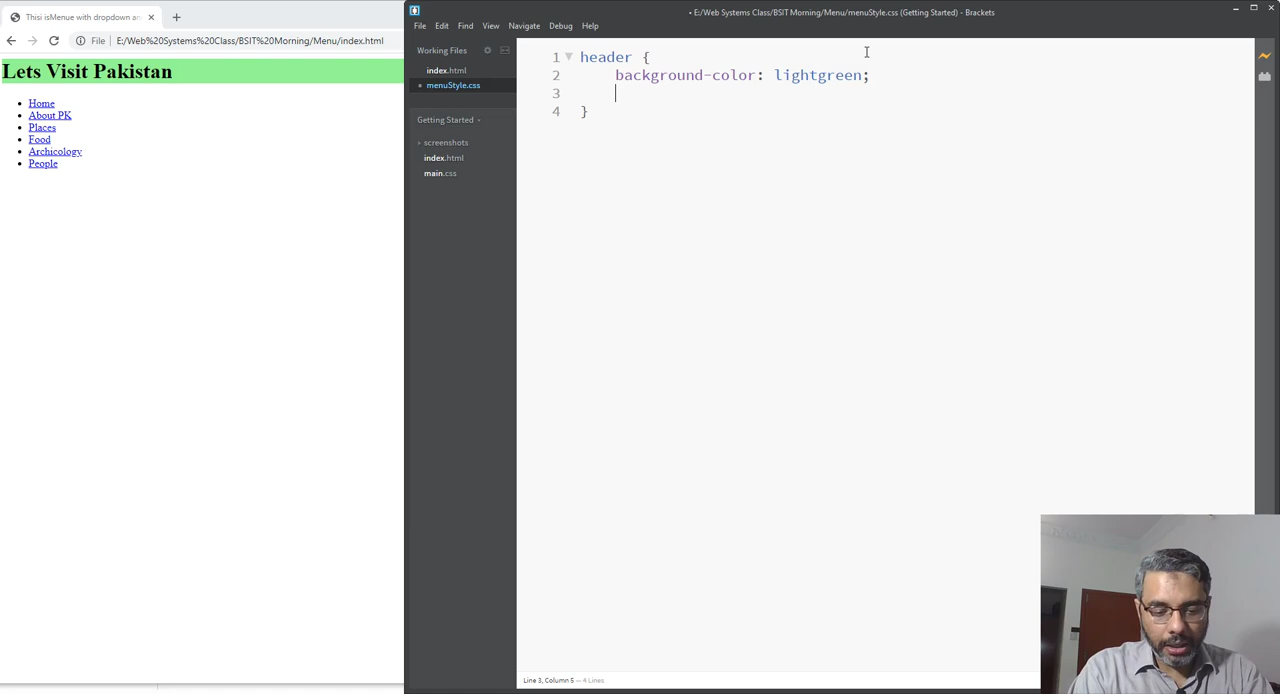 Thisi isMenue with dropdown an
E:/Web%20Systems%20Class/BSIT%20Morning/Menu/index.html
File
Lets Visit Pakistan
Home
About PK
Places
Food
Archicology
People
• E:/Web Systems Class/BSIT Morning/Menu/menuStyle.css (Getting Started) - Brackets
File Edit Find View Navigate Debug Help
Working Files
index.html
menuStyle.css
Getting Started
screenshots
index.html
main.css
1 header {
2 background-color: lightgreen;
3
4 }
Line 3, Column 5 — 4 Lines